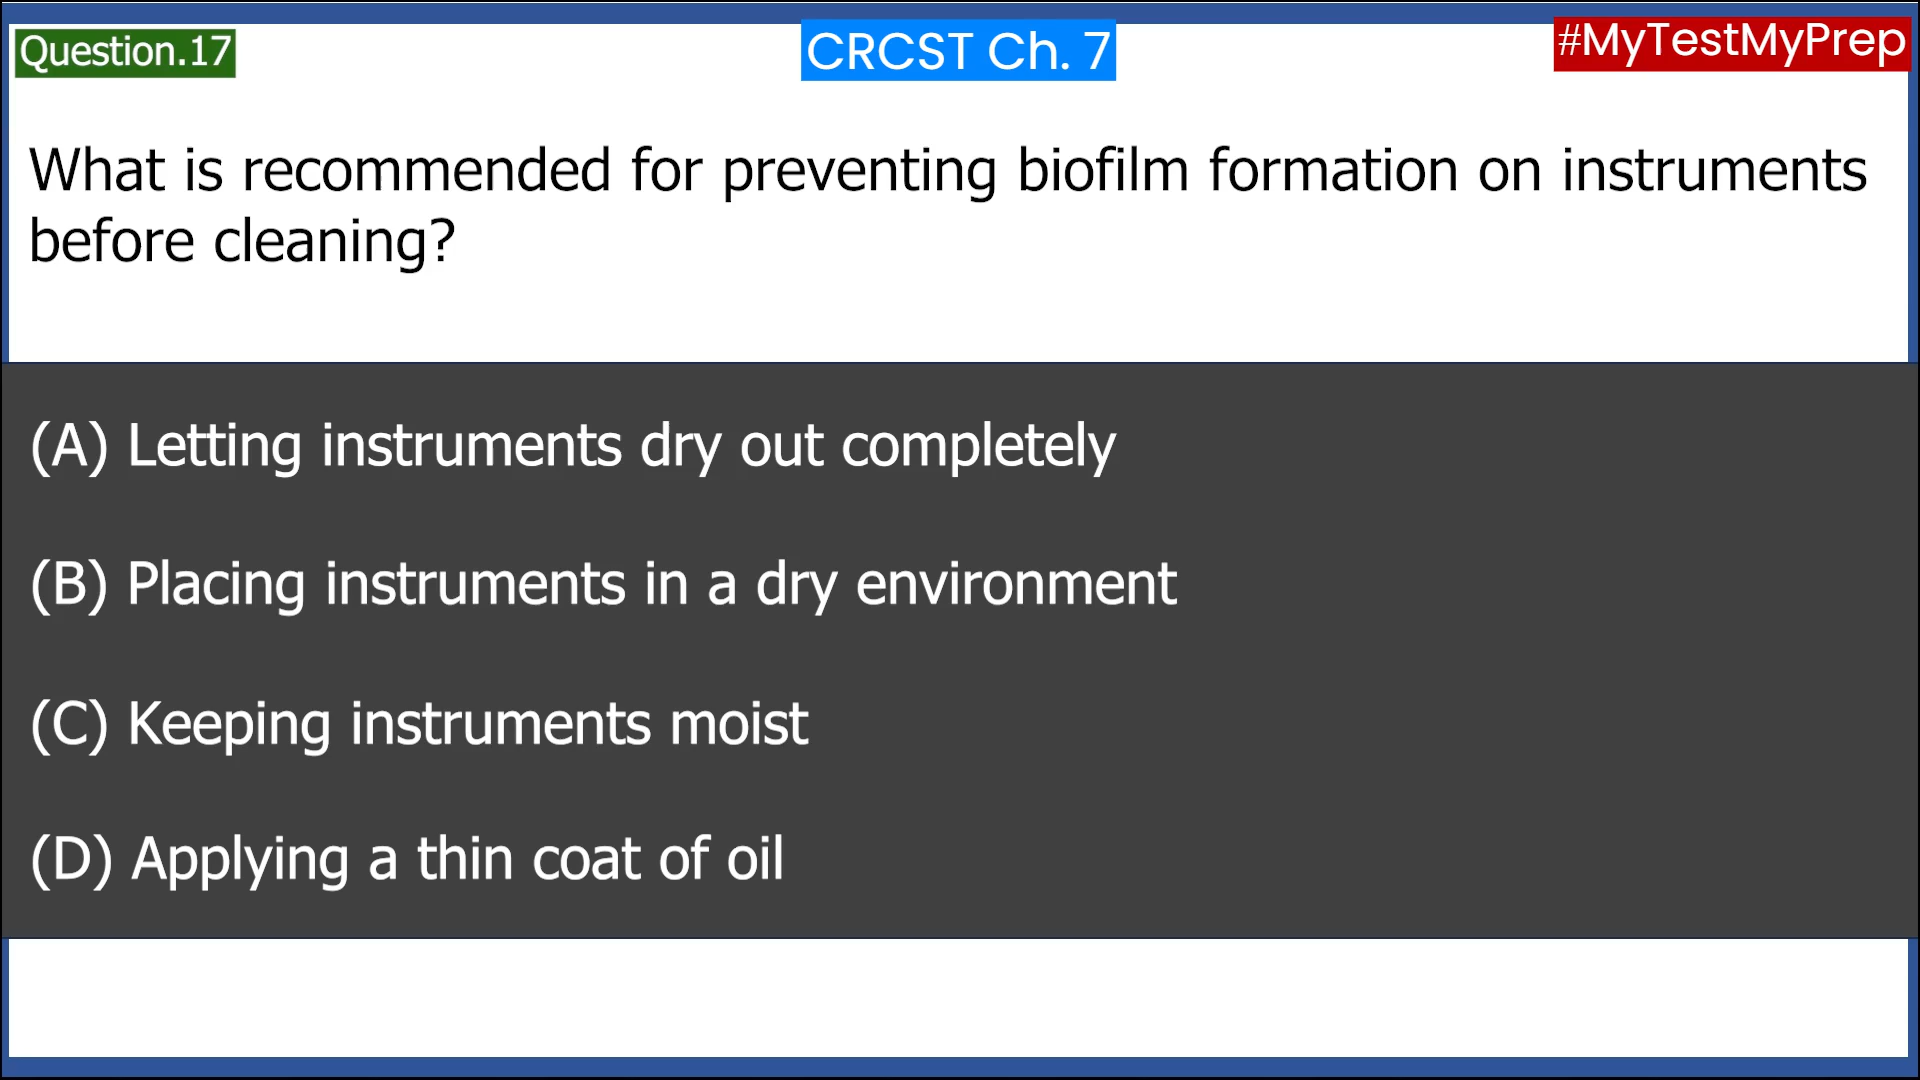 Question.17
CRCST Ch. 7
#MyTestMyPrep
What is recommended for preventing biofilm formation on instruments
before cleaning?
(A) Letting instruments dry out completely
(B) Placing instruments in a dry environment
(C) Keeping instruments moist
(D) Applying a thin coat of oil